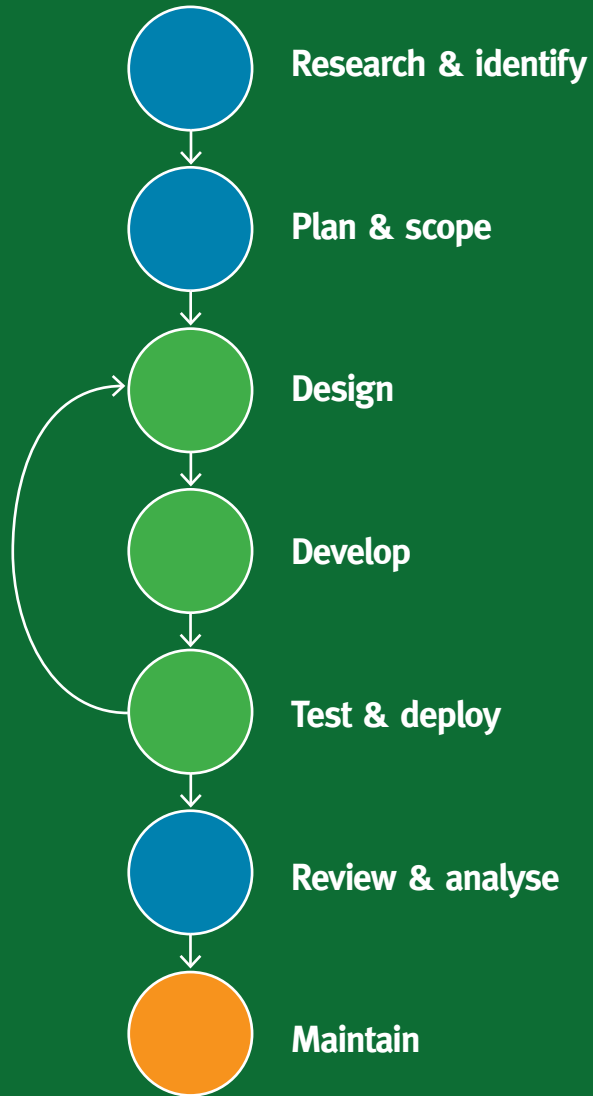 Research & identify
Plan & scope
Design
Develop
Test & deploy
Review & analyse
Maintain